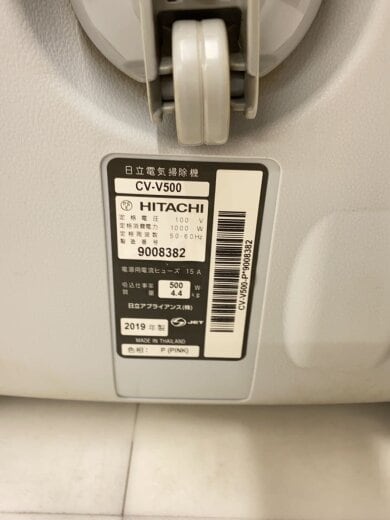 日立電気掃除機
CV-V500
HITACHI
定格電圧 100 V
定格消費電力 1000 W
定格周波数 50-60Hz
製造番号
9008382
電源用電流ヒューズ 15 A
吸込仕事率 500 W
質量 4.4 kg
日立アプライアンス(株)
2019 年製 JET
MADE IN THAILAND
色相: P (PINK)
CV-V500-P*9008382